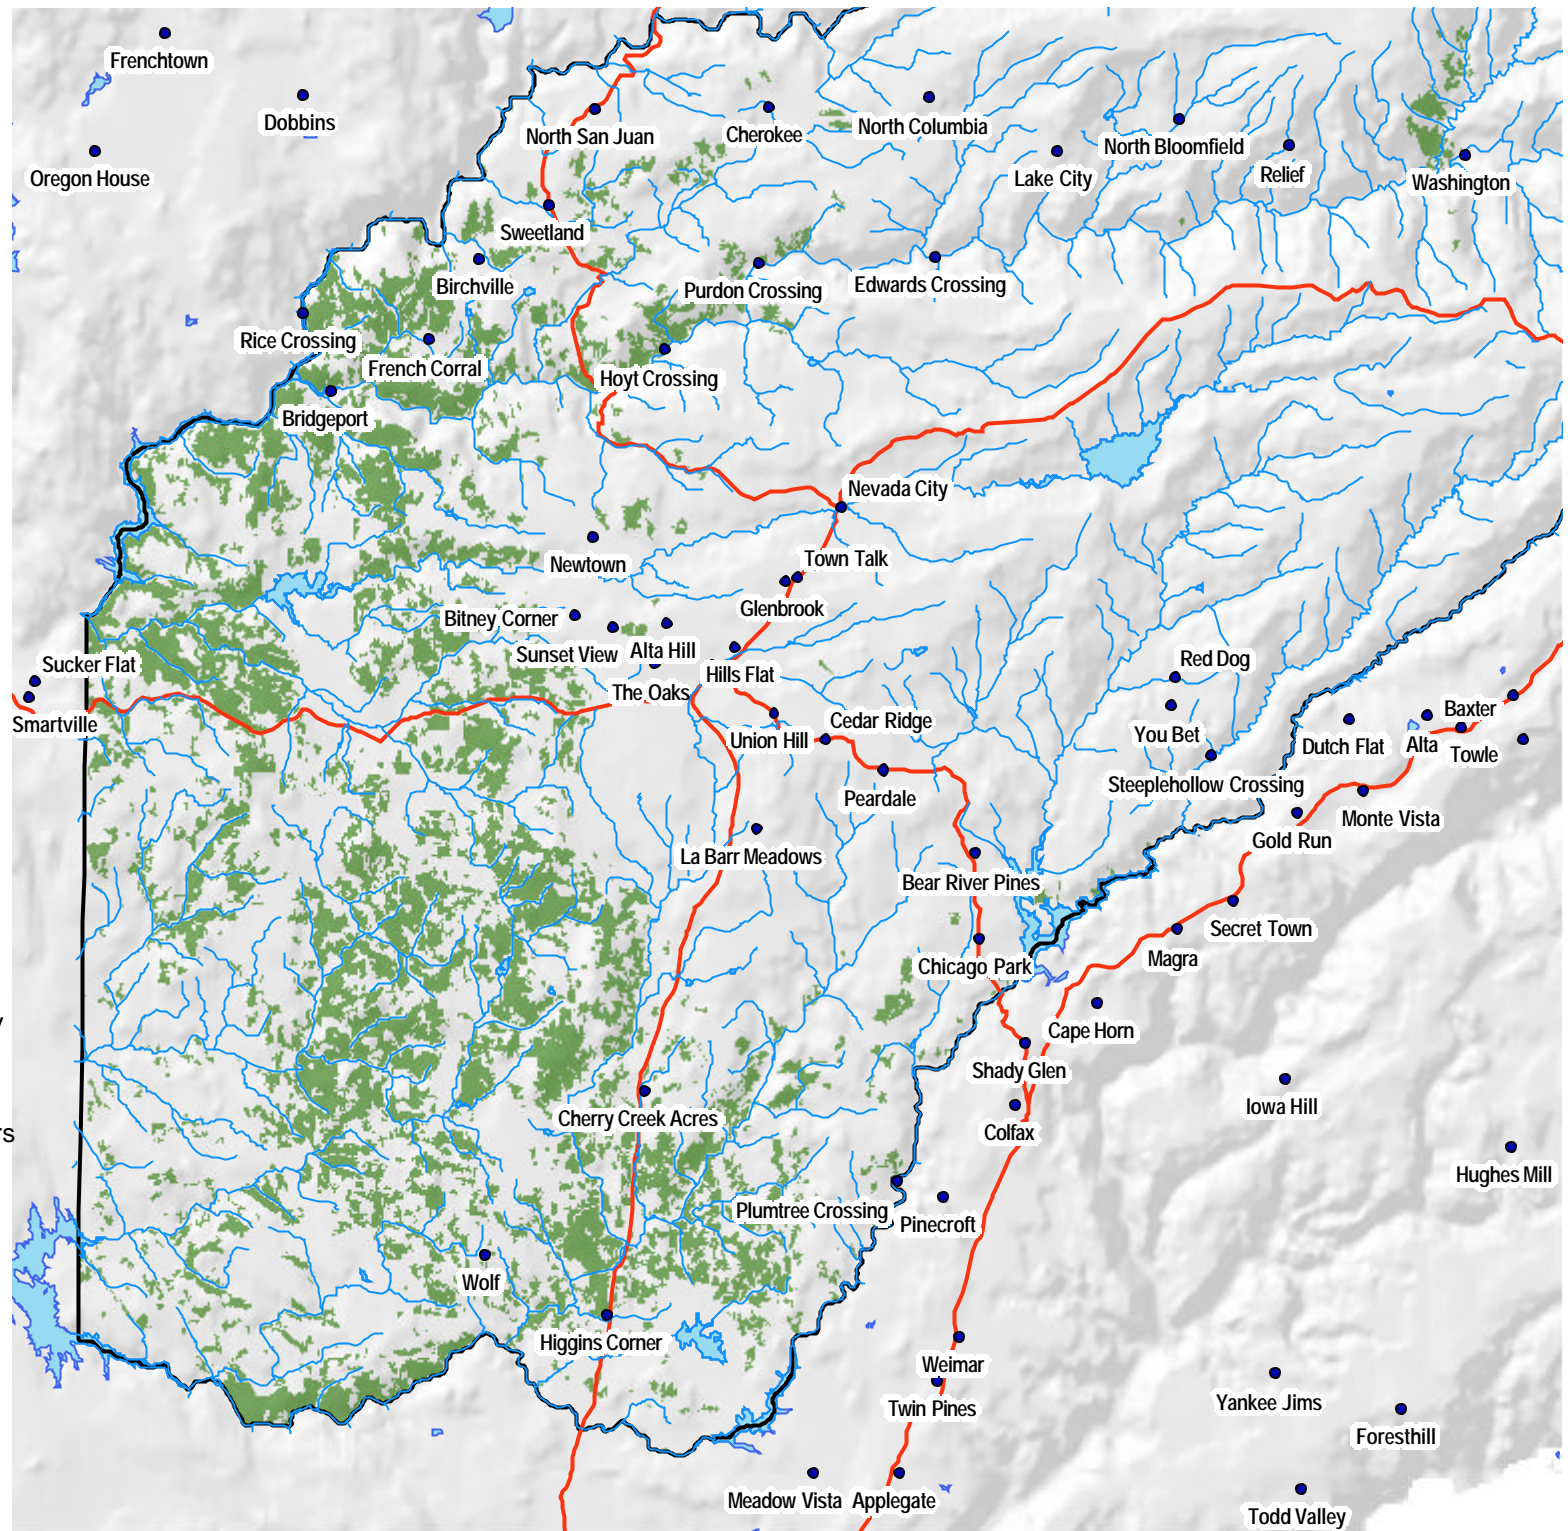 Frenchtown
Dobbins
North San Juan
Cherokee
North Columbia
North Bloomfield
Oregon House
Lake City
Relief
Washington
Sweetland
Birchville
Purdon Crossing
Edwards Crossing
Rice Crossing
French Corral
Hoyt Crossing
Bridgeport
Nevada City
Newtown
Town Talk
Glenbrook
Bitney Corner
Sunset View
Alta Hill
Sucker Flat
Hills Flat
Red Dog
The Oaks
Smartville
Cedar Ridge
Union Hill
You Bet
Baxter
Dutch Flat
Alta
Towle
Steeplehollow Crossing
Peardale
Monte Vista
Gold Run
La Barr Meadows
Bear River Pines
Secret Town
Magra
Chicago Park
y
Cape Horn
Shady Glen
Iowa Hill
Cherry Creek Acres
Colfax
rs
Hughes Mill
Plumtree Crossing
Pinecroft
Wolf
Higgins Corner
Weimar
Twin Pines
Yankee Jims
Foresthill
Meadow Vista
Applegate
Todd Valley